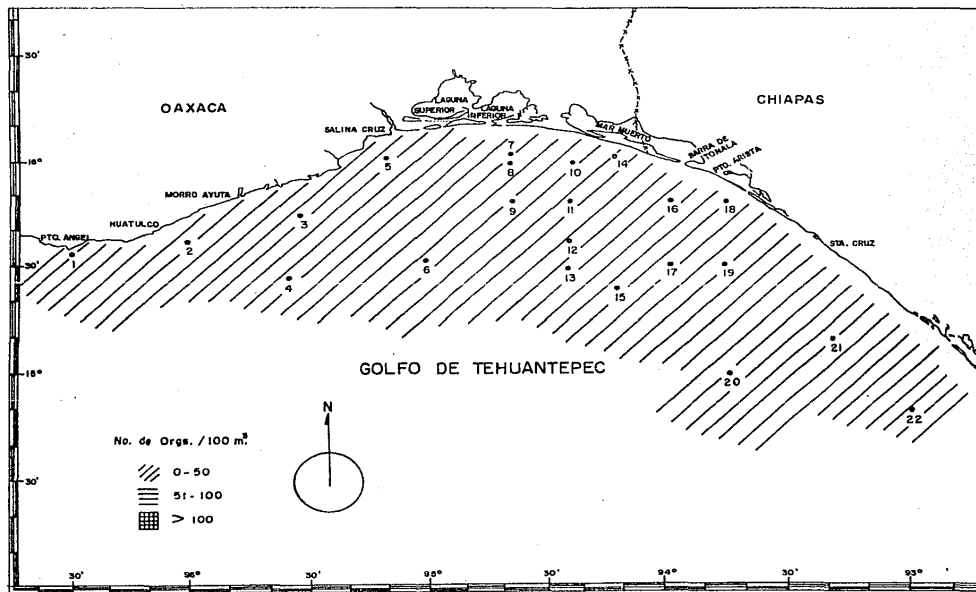 30'
OAXACA
CHIAPAS
LAGUNA
SUPERIOR
LAGUNA
INFERIOR
SALINA CRUZ
MAR MUERTO
BARRA DE
TONALA
PTO. ARISTA
16°
7
5
8
10
14
MORRO AYUTA
9
11
16
18
HUATULCO
3
PTO. ANGEL
2
12
STA. CRUZ
1
30'
6
13
17
19
4
15
21
GOLFO DE TEHUANTEPEC
15°
20
22
N
No. de Orgs. /100 m³.
0-50
51-100
> 100
30'
30'
96°
30'
95°
30'
94°
30'
93°